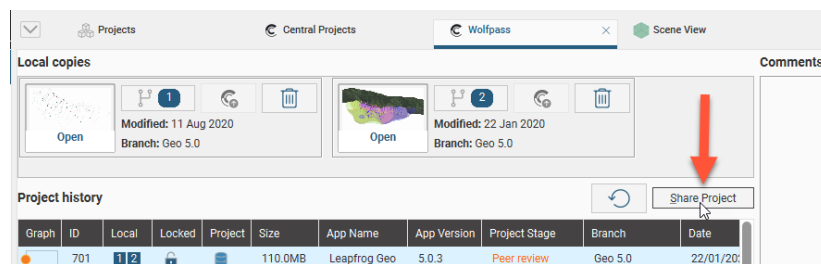 Projects
Central Projects
Wolfpass
Scene View
Local copies
Comments
1
2
Open
Modified: 11 Aug 2020
Branch: Geo 5.0
Open
Modified: 22 Jan 2020
Branch: Geo 5.0
Project history
Share Project
Graph ID Local Locked Project Size App Name App Version Project Stage Branch Date
701 1 2 110.0MB Leapfrog Geo 5.0.3 Peer review Geo 5.0 22/01/20